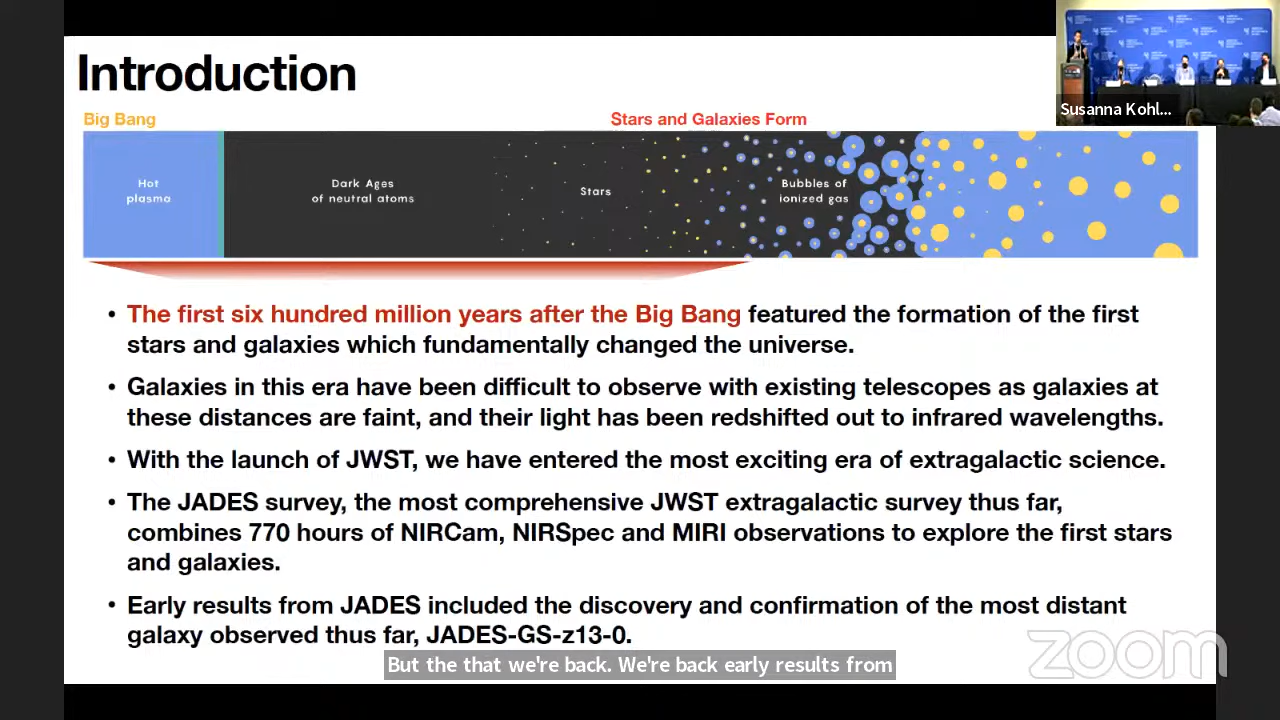 Introduction
Big Bang
Stars and Galaxies Form
Hot
plasma
Dark Ages
of neutral atoms
Stars
Bubbles of
ionized gas
• The first six hundred million years after the Big Bang featured the formation of the first
stars and galaxies which fundamentally changed the universe.
• Galaxies in this era have been difficult to observe with existing telescopes as galaxies at
these distances are faint, and their light has been redshifted out to infrared wavelengths.
• With the launch of JWST, we have entered the most exciting era of extragalactic science.
• The JADES survey, the most comprehensive JWST extragalactic survey thus far,
combines 770 hours of NIRCam, NIRSpec and MIRI observations to explore the first stars
and galaxies.
• Early results from JADES included the discovery and confirmation of the most distant
galaxy observed thus far, JADES-GS-z13-0.
But the that we're back. We're back early results from
Susanna Kohl...
zoom